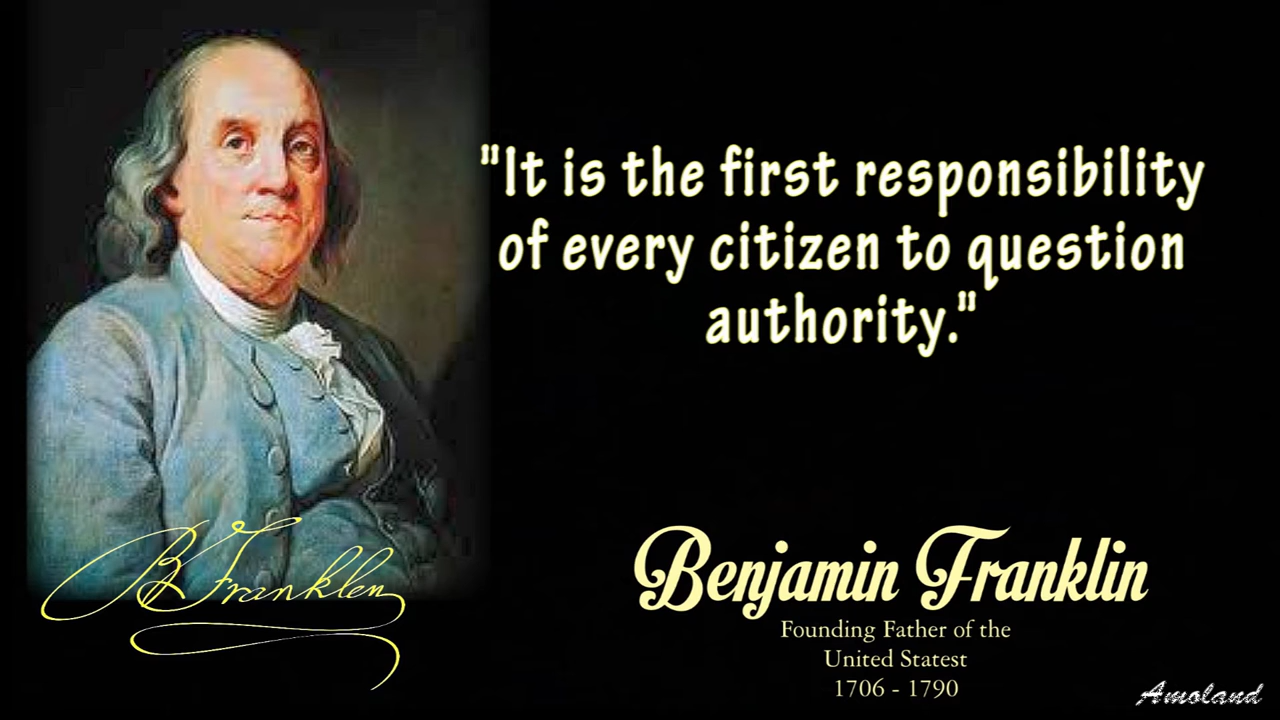 "It is the first responsibility
of every citizen to question
authority."
B Franklen
Benjamin Franklin
Founding Father of the
United Statest
1706 - 1790
Amoland